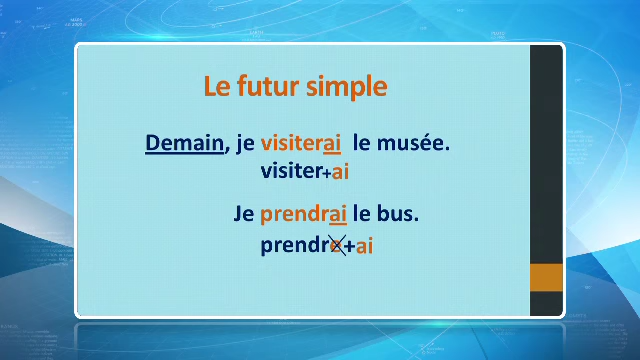 Le futur simple
Demain, je visiterai le musée.
visiter+ai
Je prendrai le bus.
prendre+ai